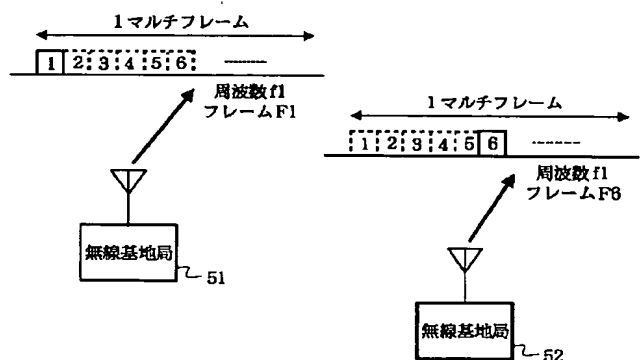 1マルチフレーム
1 2 3 4 5 6
周波数f1
フレームF1
無線基地局
51
1マルチフレーム
1 2 3 4 5 6
周波数f1
フレームF6
無線基地局
52